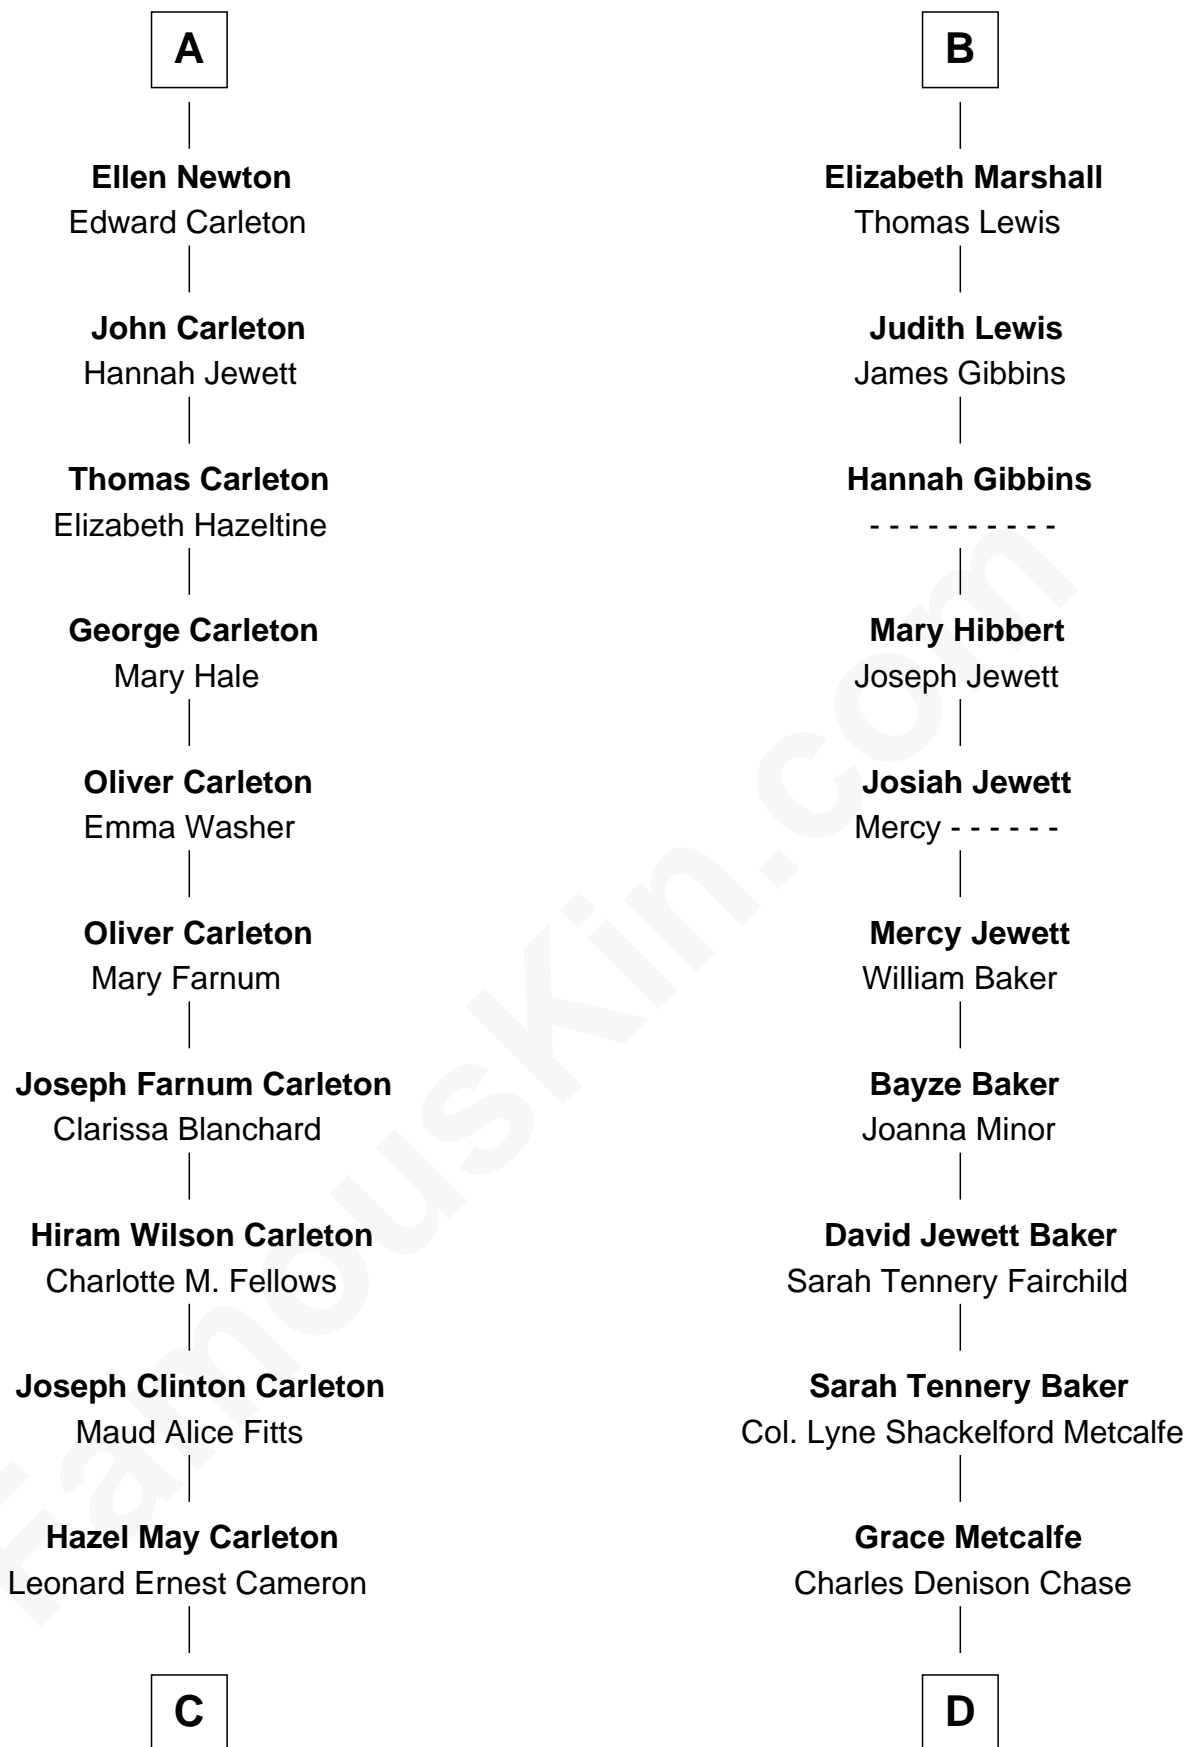 A
Ellen Newton
Edward Carleton
John Carleton
Hannah Jewett
Thomas Carleton
Elizabeth Hazeltine
George Carleton
Mary Hale
Oliver Carleton
Emma Washer
Oliver Carleton
Mary Farnum
Joseph Farnum Carleton
Clarissa Blanchard
Hiram Wilson Carleton
Charlotte M. Fellows
Joseph Clinton Carleton
Maud Alice Fitts
Hazel May Carleton
Leonard Ernest Cameron
C
B
Elizabeth Marshall
Thomas Lewis
Judith Lewis
James Gibbins
Hannah Gibbins
- - - - - - - - - -
Mary Hibbert
Joseph Jewett
Josiah Jewett
Mercy - - - - - -
Mercy Jewett
William Baker
Bayze Baker
Joanna Minor
David Jewett Baker
Sarah Tennery Fairchild
Sarah Tennery Baker
Col. Lyne Shackelford Metcalfe
Grace Metcalfe
Charles Denison Chase
D
FamousKin.com